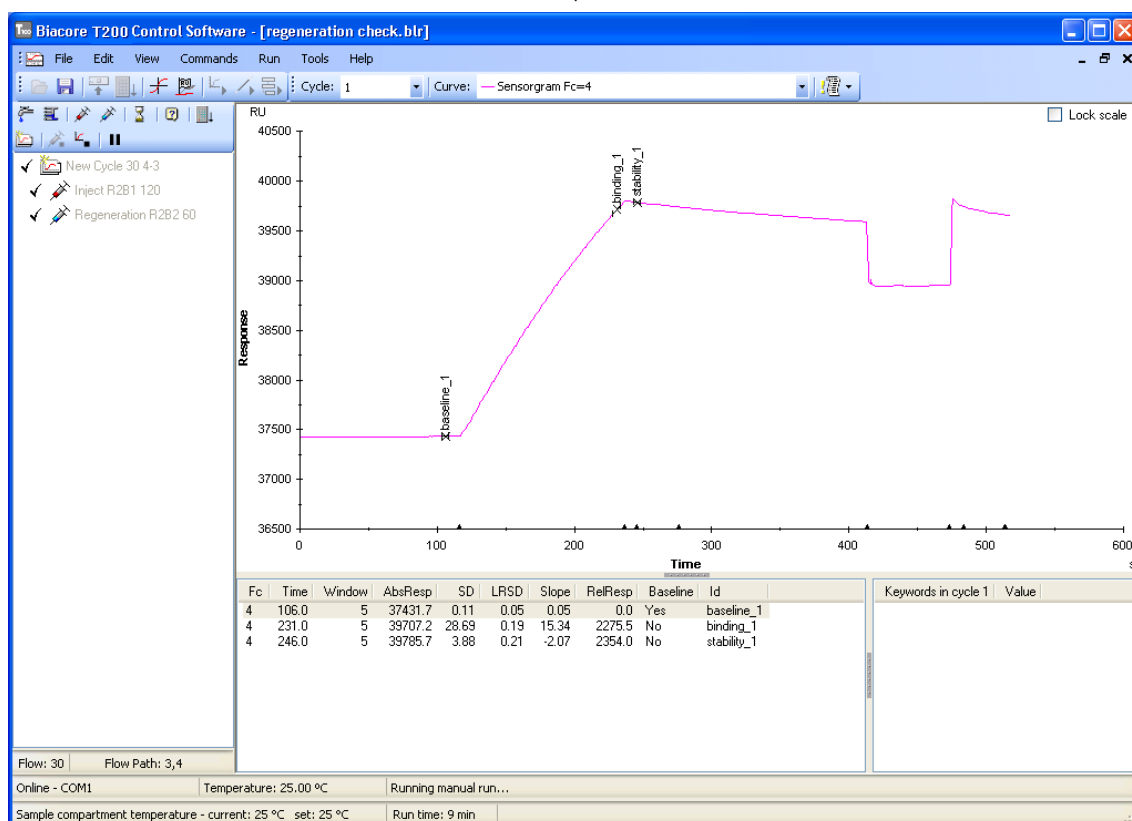 Biacore T200 Control Software - [regeneration check.blr]
File Edit View Commands Run Tools Help
Cycle: 1 Curve: Sensorgram Fc=4
New Cycle 30 4-3
Inject R2B1 120
Regeneration R2B2 60
RU
Lock scale
40500
40000
39500
39000
38500
38000
37500
37000
36500
Response
baseline_1
binding_1
stability_1
0 100 200 300 400 500 600
Time
s
Fc Time Window AbsResp SD LRSD Slope RelResp Baseline Id
4 106.0 5 37431.7 0.11 0.05 0.05 0.0 Yes baseline_1
4 231.0 5 39707.2 28.69 0.19 15.34 2275.5 No binding_1
4 246.0 5 39785.7 3.88 0.21 -2.07 2354.0 No stability_1
Keywords in cycle 1 Value
Flow: 30 Flow Path: 3,4
Online - COM1 Temperature: 25.00 °C Running manual run...
Sample compartment temperature - current: 25 °C set: 25 °C Run time: 9 min